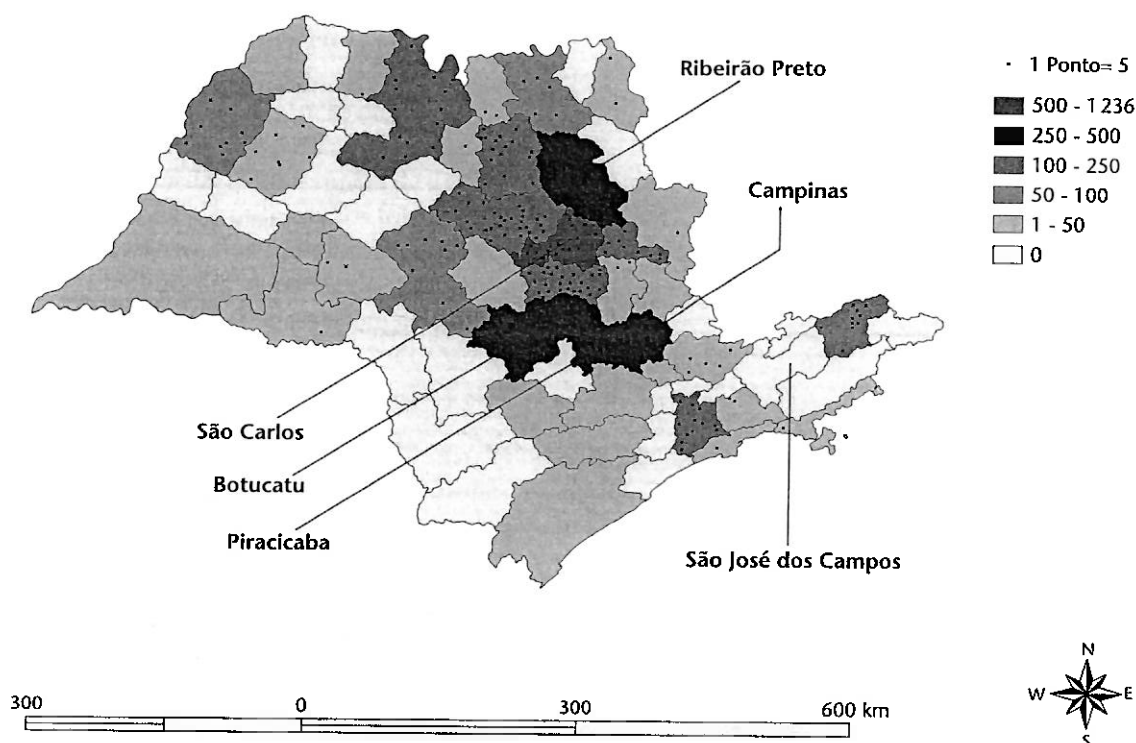 Ribeirão Preto
Campinas
São Carlos
Botucatu
Piracicaba
São José dos Campos
· 1 Ponto= 5
500 - 1 236
250 - 500
100 - 250
50 - 100
1 - 50
0
300 0 300 600 km
N
W E
S